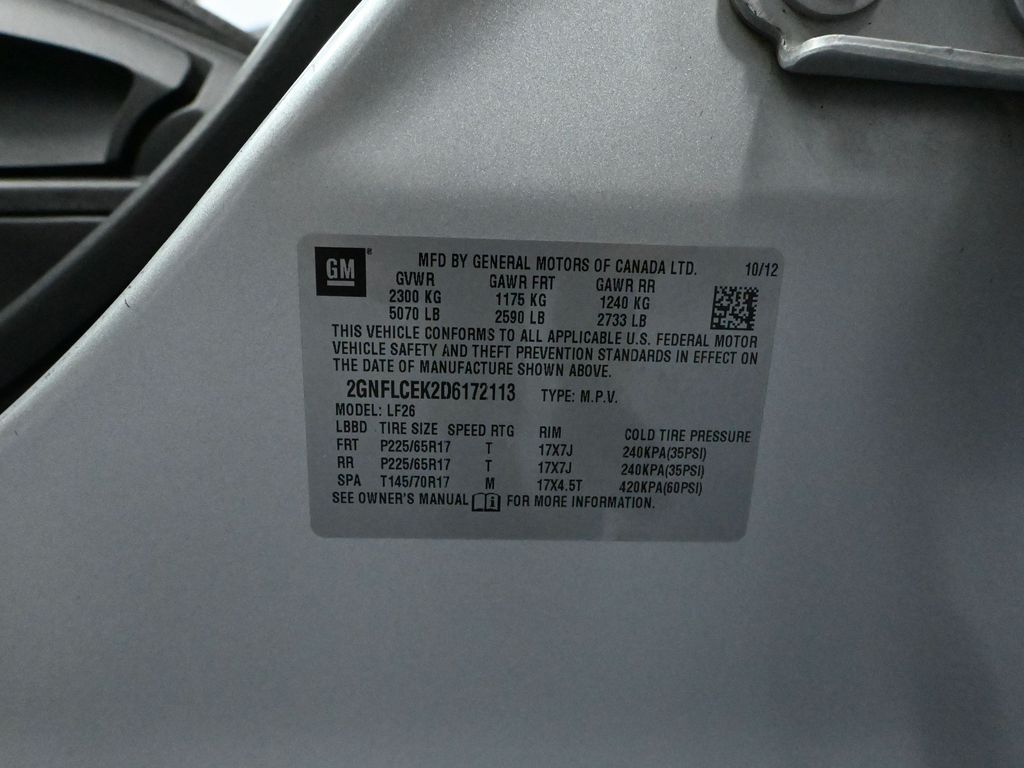 GM ®
MFD BY GENERAL MOTORS OF CANADA LTD. 10/12
GVWR GAWR FRT GAWR RR
2300 KG 1175 KG 1240 KG
5070 LB 2590 LB 2733 LB
THIS VEHICLE CONFORMS TO ALL APPLICABLE U.S. FEDERAL MOTOR
VEHICLE SAFETY AND THEFT PREVENTION STANDARDS IN EFFECT ON
THE DATE OF MANUFACTURE SHOWN ABOVE.
2GNFLCEK2D6172113 TYPE: M.P.V.
MODEL: LF26
LBBD TIRE SIZE SPEED RTG RIM COLD TIRE PRESSURE
FRT P225/65R17 T 17X7J 240KPA(35PSI)
RR P225/65R17 T 17X7J 240KPA(35PSI)
SPA T145/70R17 M 17X4.5T 420KPA(60PSI)
SEE OWNER'S MANUAL i FOR MORE INFORMATION.